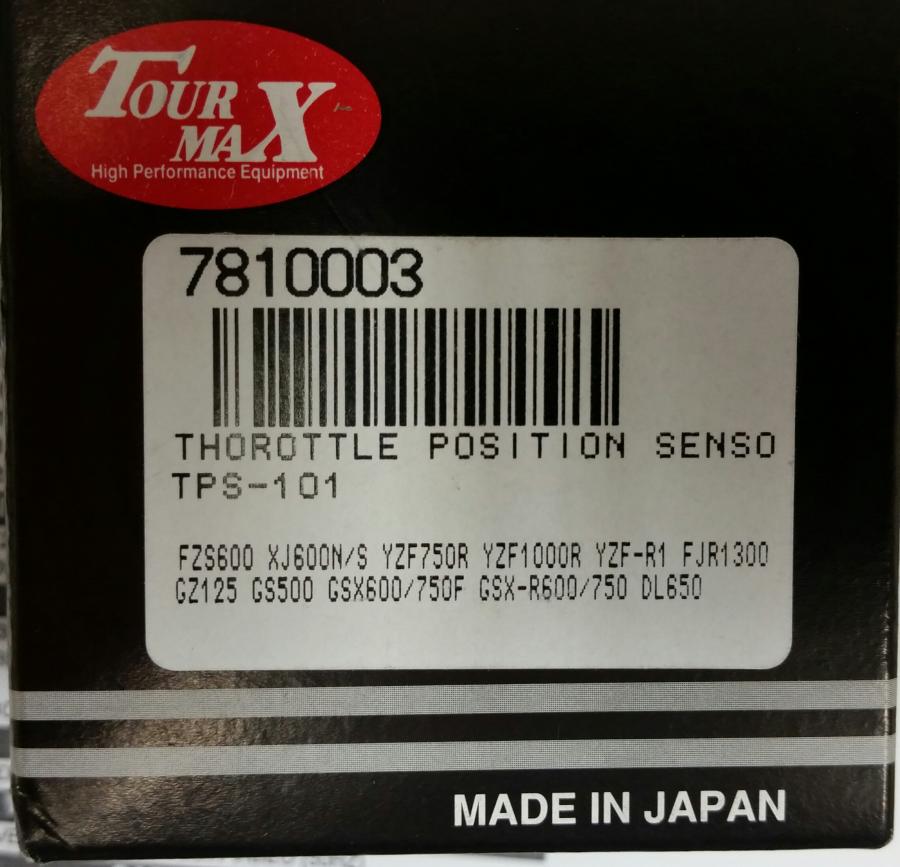 TOUR
MAX
High Performance Equipment
7810003
THOROTTLE POSITION SENSO
TPS-101
FZS600 XJ600N/S YZF750R YZF1000R YZF-R1 FJR1300
GZ125 GS500 GSX600/750F GSX-R600/750 DL650
MADE IN JAPAN